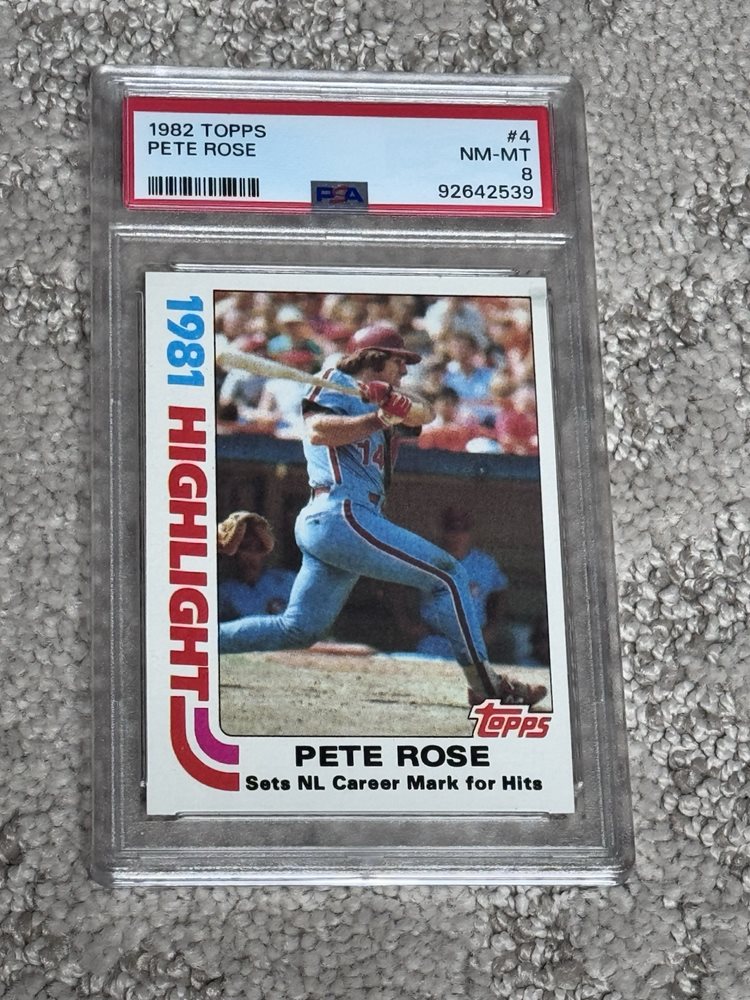 1982 TOPPS #4
PETE ROSE NM-MT
8
PSA 92642539
1981 HIGHLIGHT
14
topps
PETE ROSE
Sets NL Career Mark for Hits